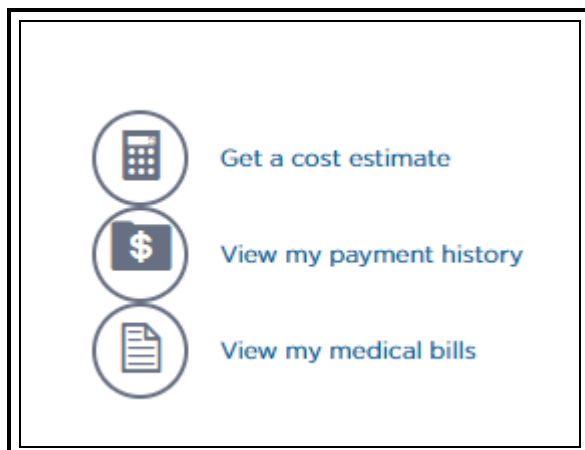 Get a cost estimate
$
View my payment history
View my medical bills